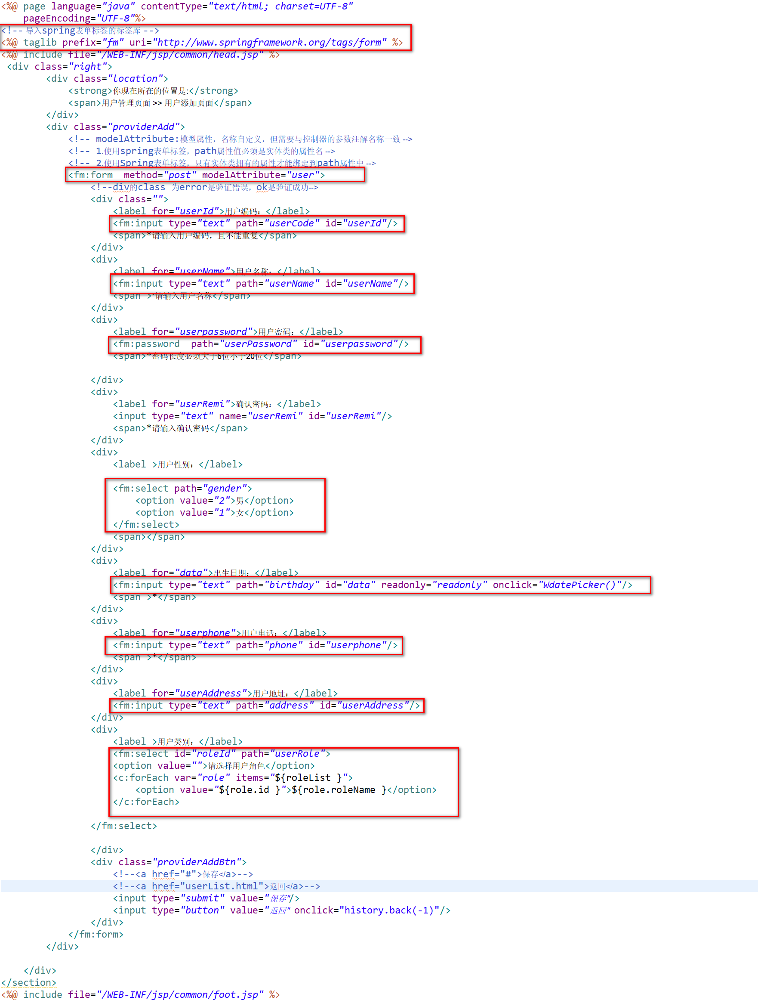 <%@ page language="java" contentType="text/html; charset=UTF-8"
    pageEncoding="UTF-8"%>
<!-- 导入spring表单标签的标签库 -->
<%@ taglib prefix="fm" uri="http://www.springframework.org/tags/form" %>
<%@ include file="/WEB-INF/jsp/common/head.jsp" %>
 <div class="right">
        <div class="location">
            <strong>你现在所在的位置是:</strong>
            <span>用户管理页面 >> 用户添加页面</span>
        </div>
        <div class="providerAdd">
            <!-- modelAttribute:模型属性，名称自定义，但需要与控制器的参数注解名称一致 -->
            <!-- 1.使用spring表单标签，path属性值必须是实体类的属性名 -->
            <!-- 2.使用Spring表单标签，只有实体类拥有的属性才能绑定到path属性中 -->
            <fm:form  method="post" modelAttribute="user">
                <!--div的class 为error是验证错误，ok是验证成功-->
                <div class="">
                    <label for="userId">用户编码：</label>
                    <fm:input type="text" path="userCode" id="userId"/>
                    <span>*请输入用户编码，且不能重复</span>
                </div>
                <div>
                    <label for="userName">用户名称：</label>
                    <fm:input type="text" path="userName" id="userName"/>
                    <span >*请输入用户名称</span>
                </div>
                <div>
                    <label for="userpassword">用户密码：</label>
                    <fm:password  path="userPassword" id="userpassword"/>
                    <span>*密码长度必须大于6位小于20位</span>
                </div>
                <div>
                    <label for="userRemi">确认密码：</label>
                    <input type="text" name="userRemi" id="userRemi"/>
                    <span>*请输入确认密码</span>
                </div>
                <div>
                    <label >用户性别：</label>
                    <fm:select path="gender">
                        <option value="2">男</option>
                        <option value="1">女</option>
                    </fm:select>
                    <span></span>
                </div>
                <div>
                    <label for="data">出生日期：</label>
                    <fm:input type="text" path="birthday" id="data" readonly="readonly" onclick="WdatePicker()"/>
                    <span >*</span>
                </div>
                <div>
                    <label for="userphone">用户电话：</label>
                    <fm:input type="text" path="phone" id="userphone"/>
                    <span >*</span>
                </div>
                <div>
                    <label for="userAddress">用户地址：</label>
                    <fm:input type="text" path="address" id="userAddress"/>
                </div>
                <div>
                    <label >用户类别：</label>
                    <fm:select id="roleId" path="userRole">
                    <option value="">请选择用户角色</option>
                    <c:forEach var="role" items="${roleList }">
                        <option value="${role.id }">${role.roleName }</option>
                    </c:forEach>
                </fm:select>
                </div>
                <div class="providerAddBtn">
                    <!--<a href="#">保存</a>-->
                    <!--<a href="userList.html">返回</a>-->
                    <input type="submit" value="保存"/>
                    <input type="button" value="返回" onclick="history.back(-1)"/>
                </div>
            </fm:form>
        </div>
    </div>
</section>
<%@ include file="/WEB-INF/jsp/common/foot.jsp" %>